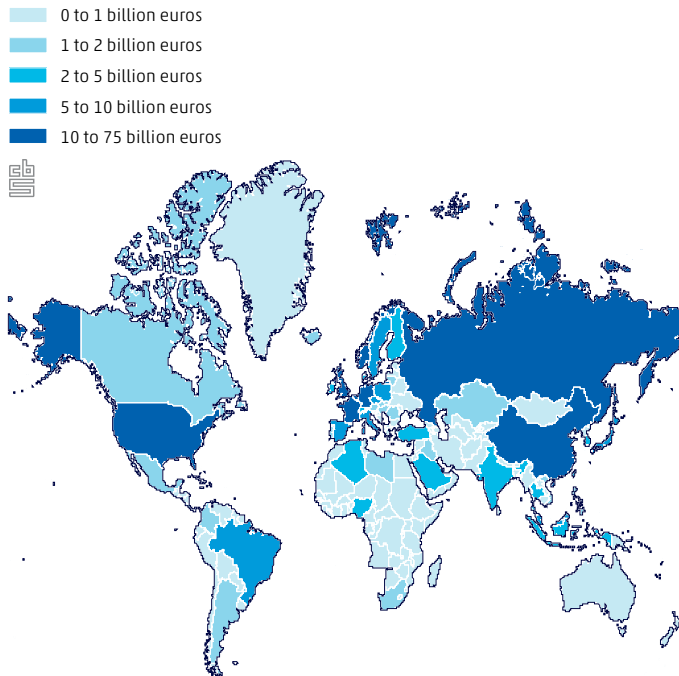 0 to 1 billion euros
1 to 2 billion euros
2 to 5 billion euros
5 to 10 billion euros
10 to 75 billion euros
cbs